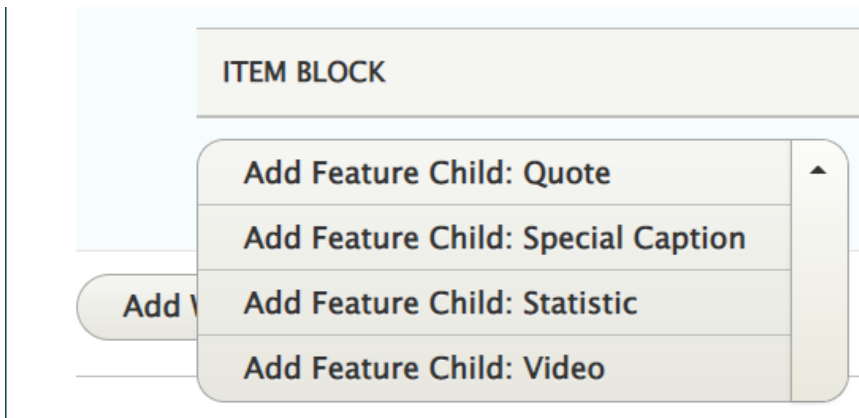 ITEM BLOCK
Add Feature Child: Quote
Add Feature Child: Special Caption
Add Feature Child: Statistic
Add
Add Feature Child: Video